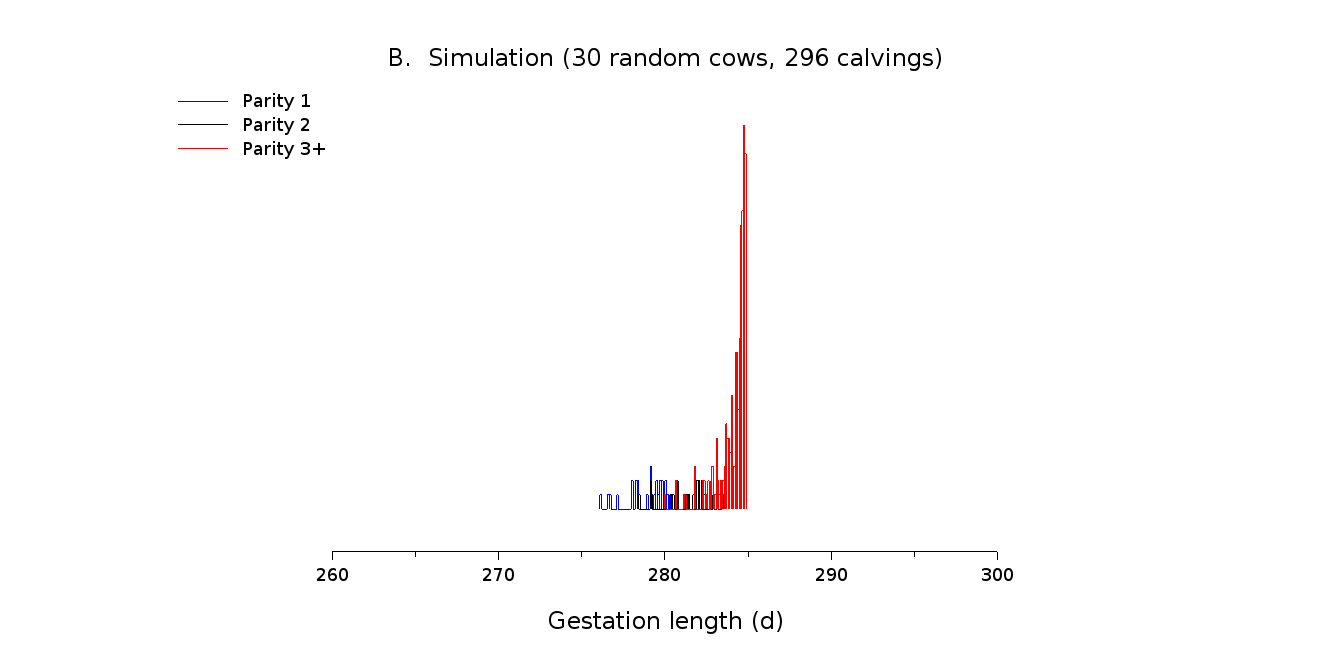 B.  Simulation (30 random cows, 296 calvings)
Parity 1
Parity 2
Parity 3+
260 270 280 290 300
Gestation length (d)